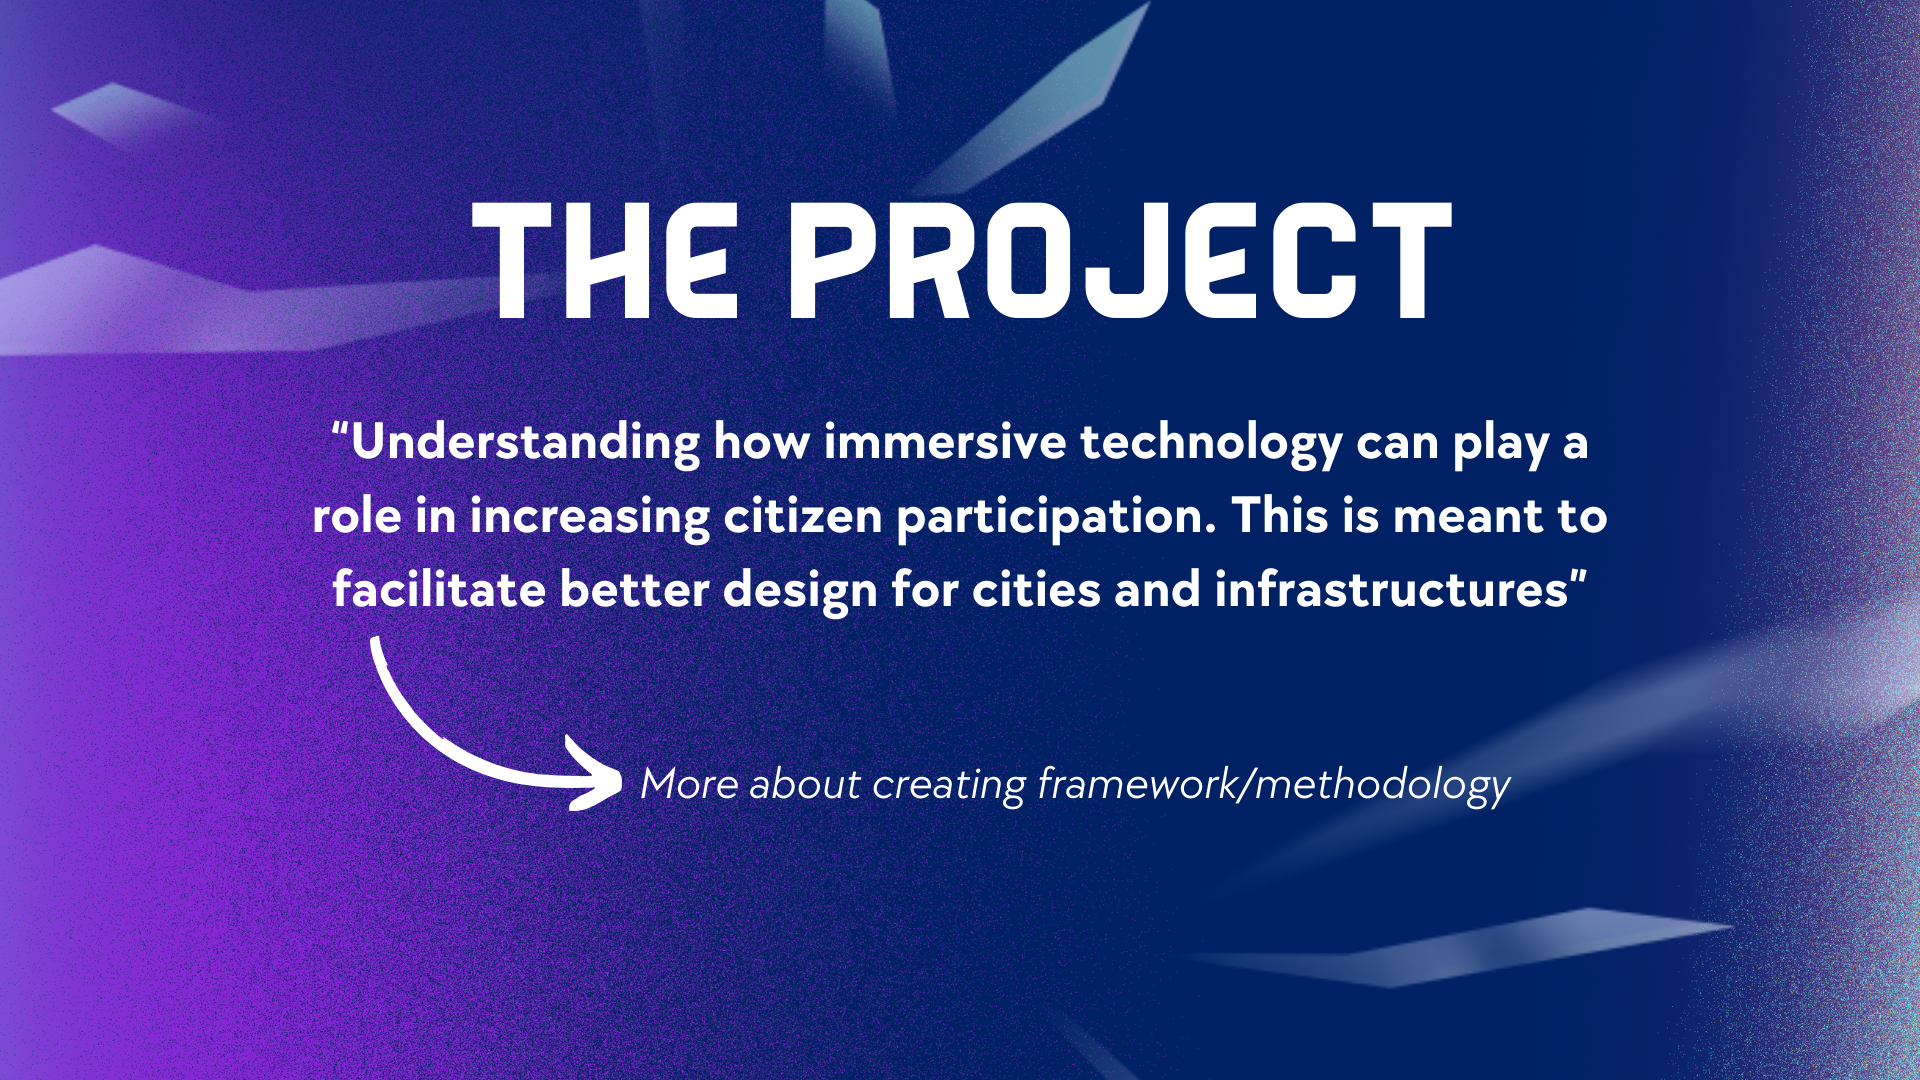 THE PROJECT
"Understanding how immersive technology can play a
role in increasing citizen participation. This is meant to
facilitate better design for cities and infrastructures"
More about creating framework/methodology